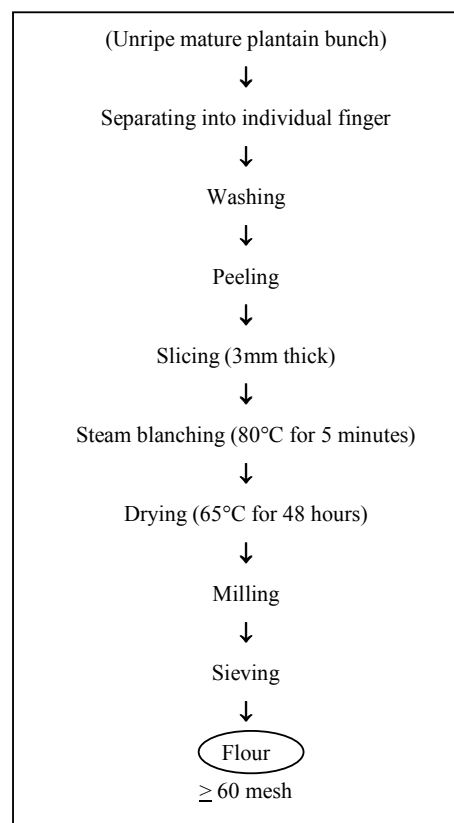 (Unripe mature plantain bunch)
↓
Separating into individual finger
↓
Washing
↓
Peeling
↓
Slicing (3mm thick)
↓
Steam blanching (80°C for 5 minutes)
↓
Drying (65°C for 48 hours)
↓
Milling
↓
Sieving
↓
Flour
≥ 60 mesh